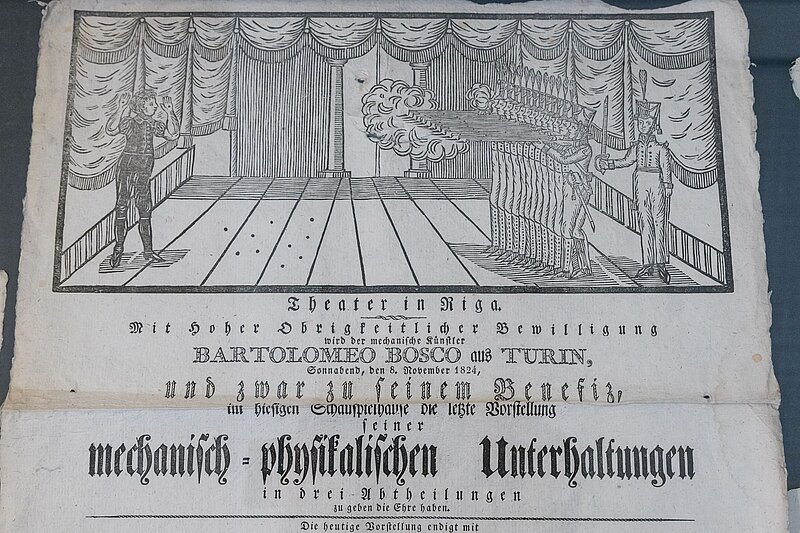 Theater in Riga.
Mit Hoher Obrigkeitlicher Bewilligung
wird der mechanische Künstler
BARTOLOMEO BOSCO aus TURIN,
Sonnabend, den 8. November 1824,
und zwar zu seinem Benefiz,
im hiesigen Schauspielhause die letzte Vorstellung
seiner
mechanisch-physikalischen Unterhaltungen
in drei Abtheilungen
zu geben die Ehre haben.
Die heutige Vorstellung endigt mit